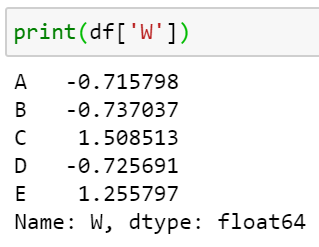 print(df['W'])
A   -0.715798
B   -0.737037
C    1.508513
D   -0.725691
E    1.255797
Name: W, dtype: float64